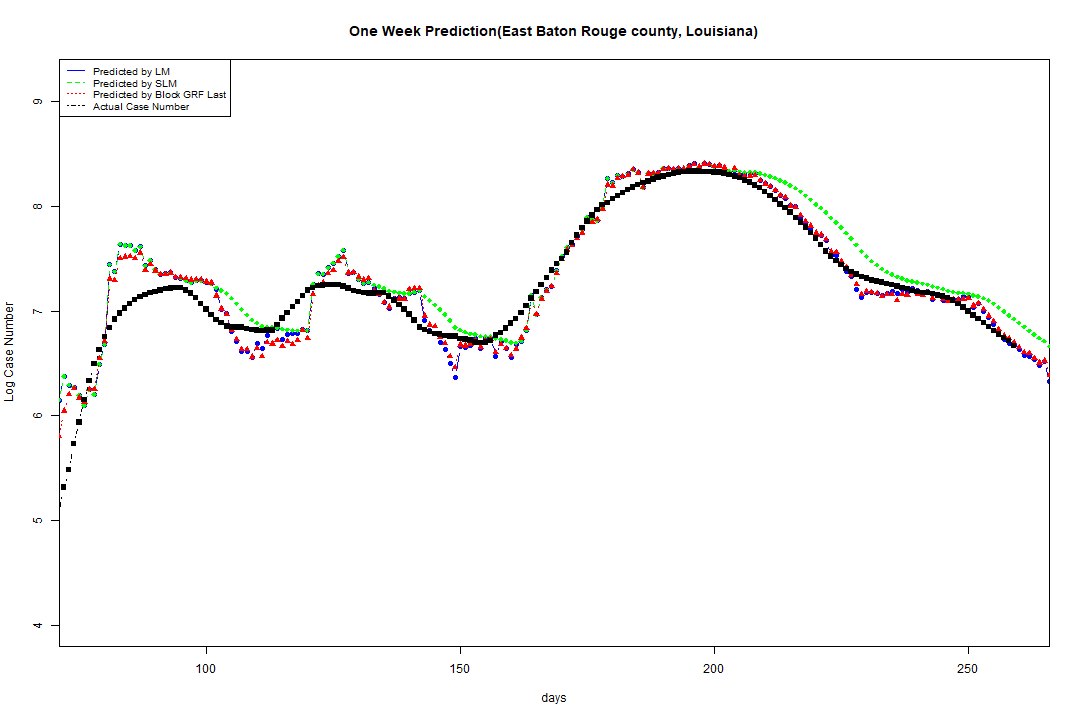 One Week Prediction(East Baton Rouge county, Louisiana)
Predicted by LM
Predicted by SLM
Predicted by Block GRF Last
Actual Case Number
9
8
7
6
5
4
Log Case Number
100 150 200 250
days